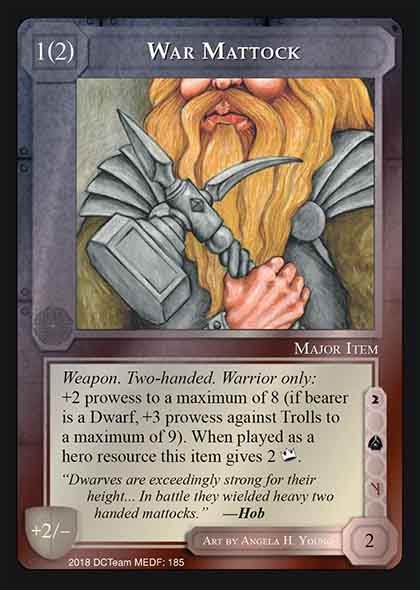 1(2)
WAR MATTOCK
MAJOR ITEM
Weapon. Two-handed. Warrior only:
+2 prowess to a maximum of 8 (if bearer
is a Dwarf, +3 prowess against Trolls to
a maximum of 9). When played as a
hero resource this item gives 2 .
“Dwarves are exceedingly strong for their
height... In battle they wielded heavy two
handed mattocks.” —Hob
+2/–
ART BY ANGELA H. YOUNG
2
2018 DCTeam MEDF: 185